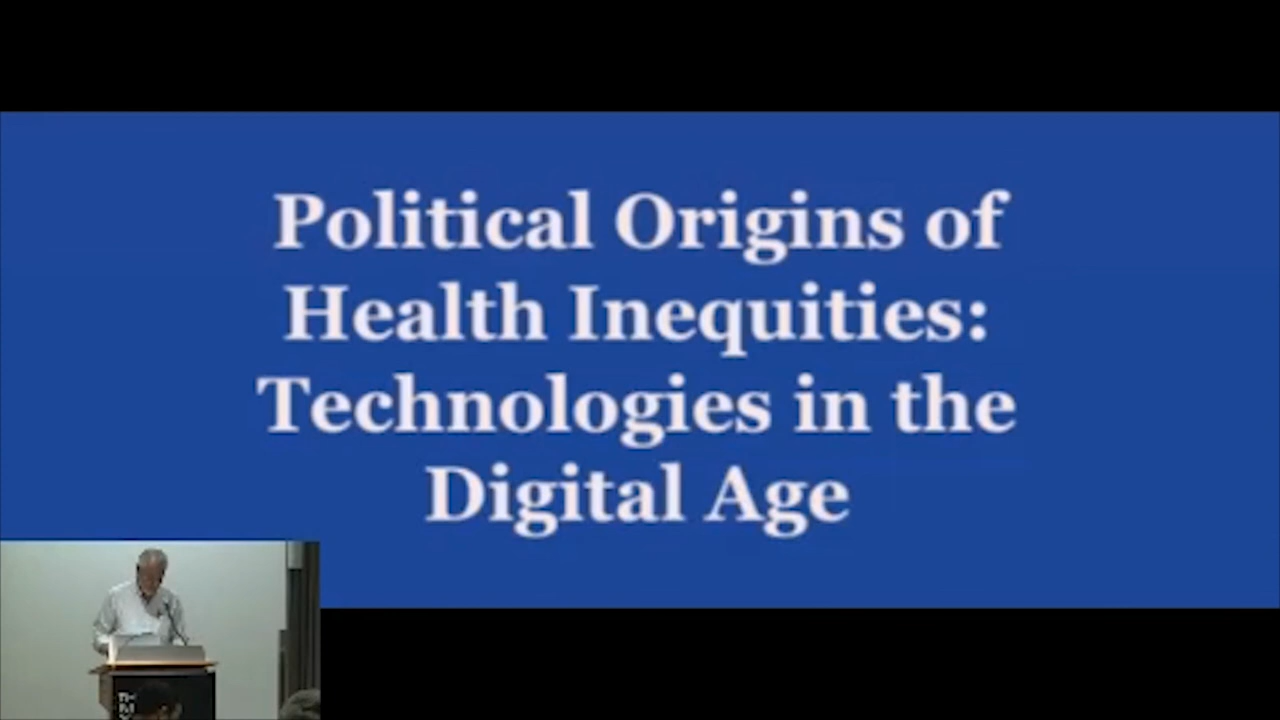 Political Origins of
Health Inequities:
Technologies in the
Digital Age